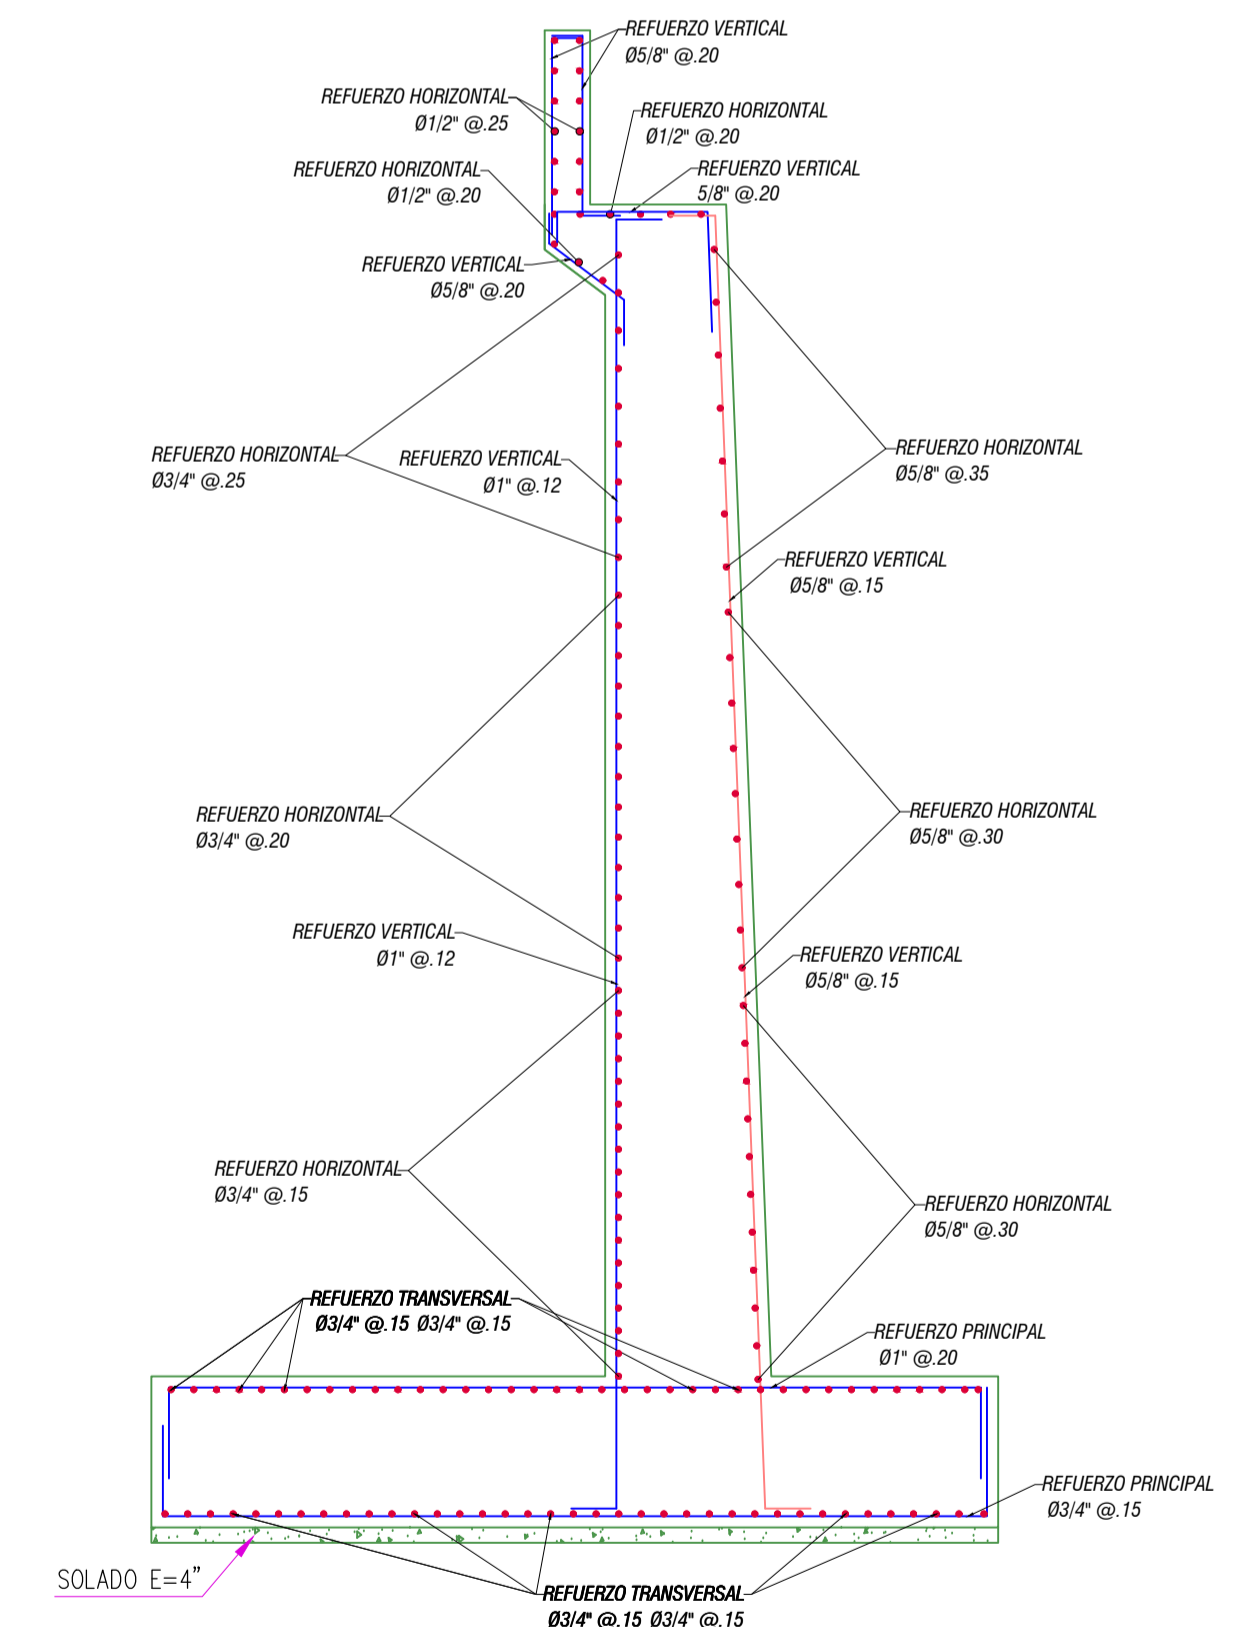 REFUERZO VERTICAL
Ø5/8" @.20
REFUERZO HORIZONTAL
Ø1/2" @.25
REFUERZO HORIZONTAL
Ø1/2" @.20
REFUERZO HORIZONTAL
Ø1/2" @.20
REFUERZO VERTICAL
5/8" @.20
REFUERZO VERTICAL
Ø5/8" @.20
REFUERZO HORIZONTAL
Ø3/4" @.25
REFUERZO VERTICAL
Ø1" @.12
REFUERZO HORIZONTAL
Ø5/8" @.35
REFUERZO VERTICAL
Ø5/8" @.15
REFUERZO HORIZONTAL
Ø3/4" @.20
REFUERZO HORIZONTAL
Ø5/8" @.30
REFUERZO VERTICAL
Ø1" @.12
REFUERZO VERTICAL
Ø5/8" @.15
REFUERZO HORIZONTAL
Ø3/4" @.15
REFUERZO HORIZONTAL
Ø5/8" @.30
REFUERZO TRANSVERSAL
Ø3/4" @.15 Ø3/4" @.15
REFUERZO PRINCIPAL
Ø1" @.20
REFUERZO PRINCIPAL
Ø3/4" @.15
SOLADO E=4”
REFUERZO TRANSVERSAL
Ø3/4" @.15 Ø3/4" @.15